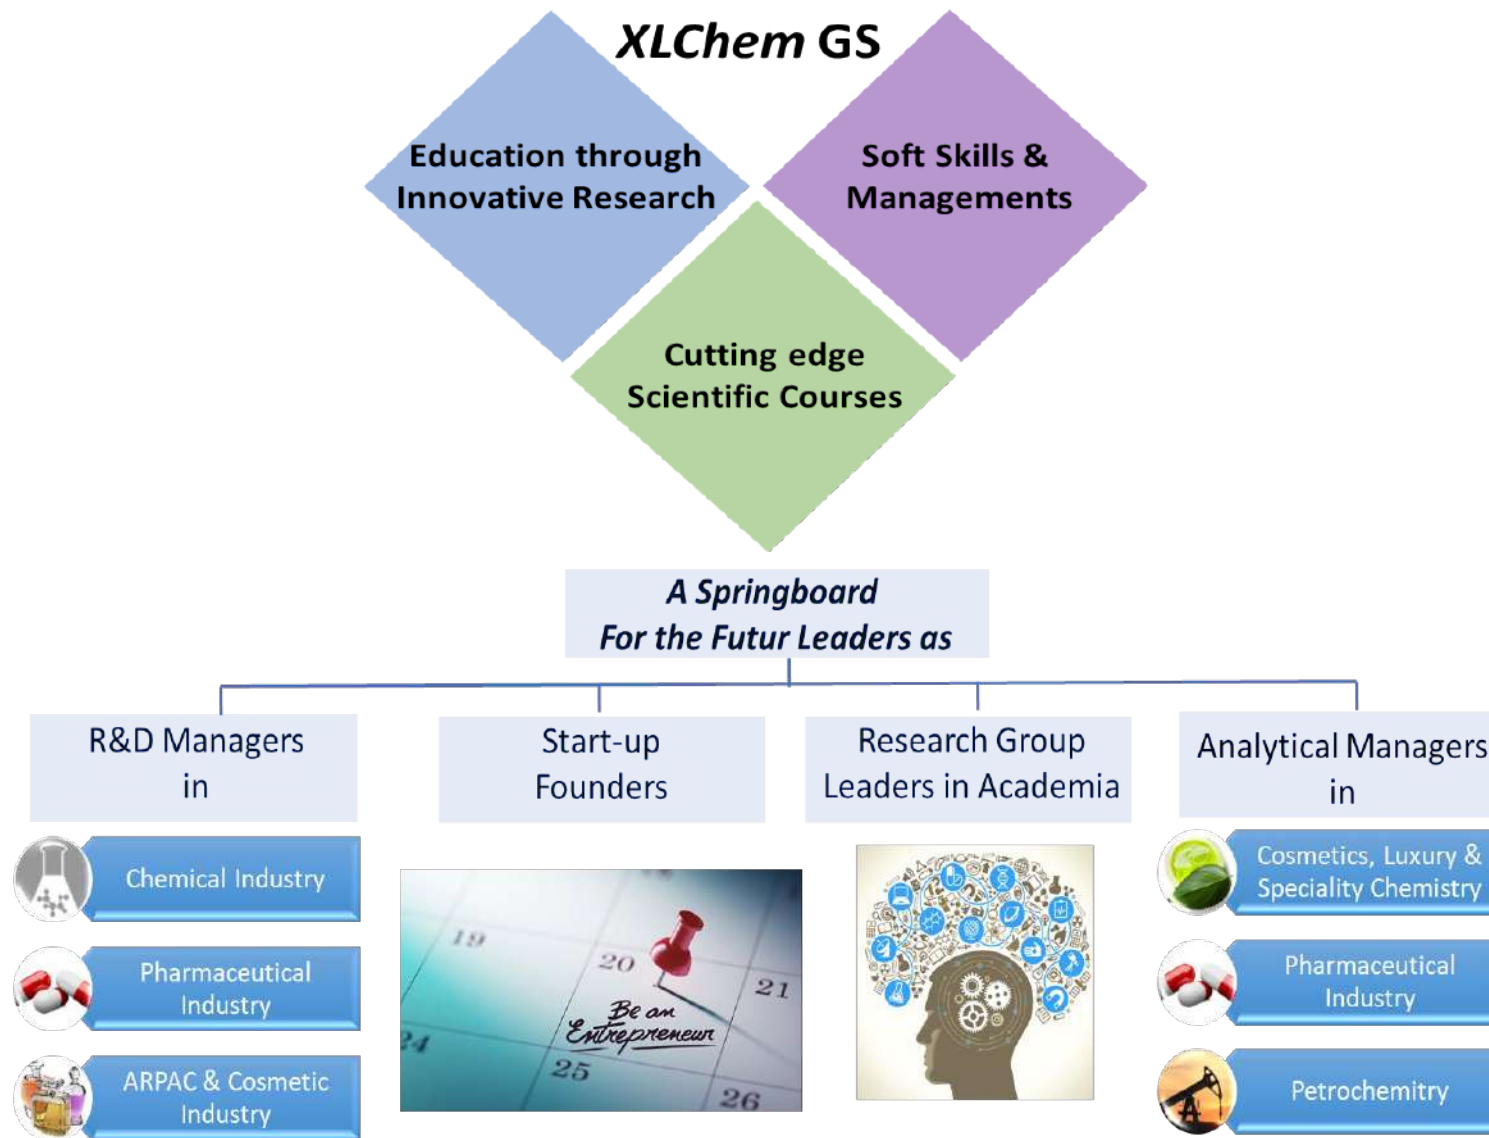 XLChem GS
Education through
Innovative Research
Soft Skills &
Managements
Cutting edge
Scientific Courses
A Springboard
For the Futur Leaders as
R&D Managers
in
Start-up
Founders
Research Group
Leaders in Academia
Analytical Managers
in
Chemical Industry
Pharmaceutical
Industry
ARPAC & Cosmetic
Industry
19
20
21
Be an
Entrepreneur
24
25
26
Cosmetics, Luxury &
Speciality Chemistry
Pharmaceutical
Industry
Petrochemitry